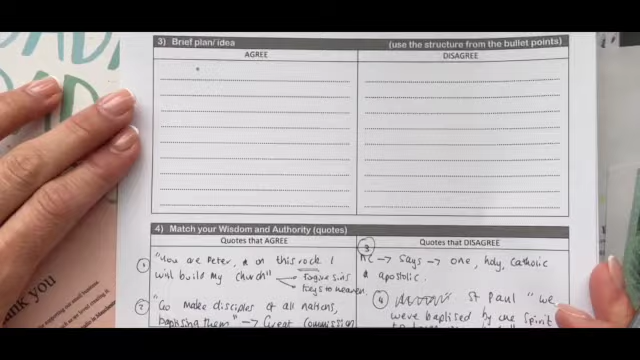 3) Brief plan/idea (use the structure from the bullet points)
AGREE DISAGREE
4) Match your Wisdom and Authority (quotes)
Quotes that AGREE Quotes that DISAGREE
① "You are Peter, & on this rock I
will build my church" → forgive sins
→ keys to heaven
② "Go make disciples of all nations,
baptising them" → Great Commission
③
→ says → one, holy, Catholic
& apostolic.
④ St Paul "we
were baptised by one spirit
thank you